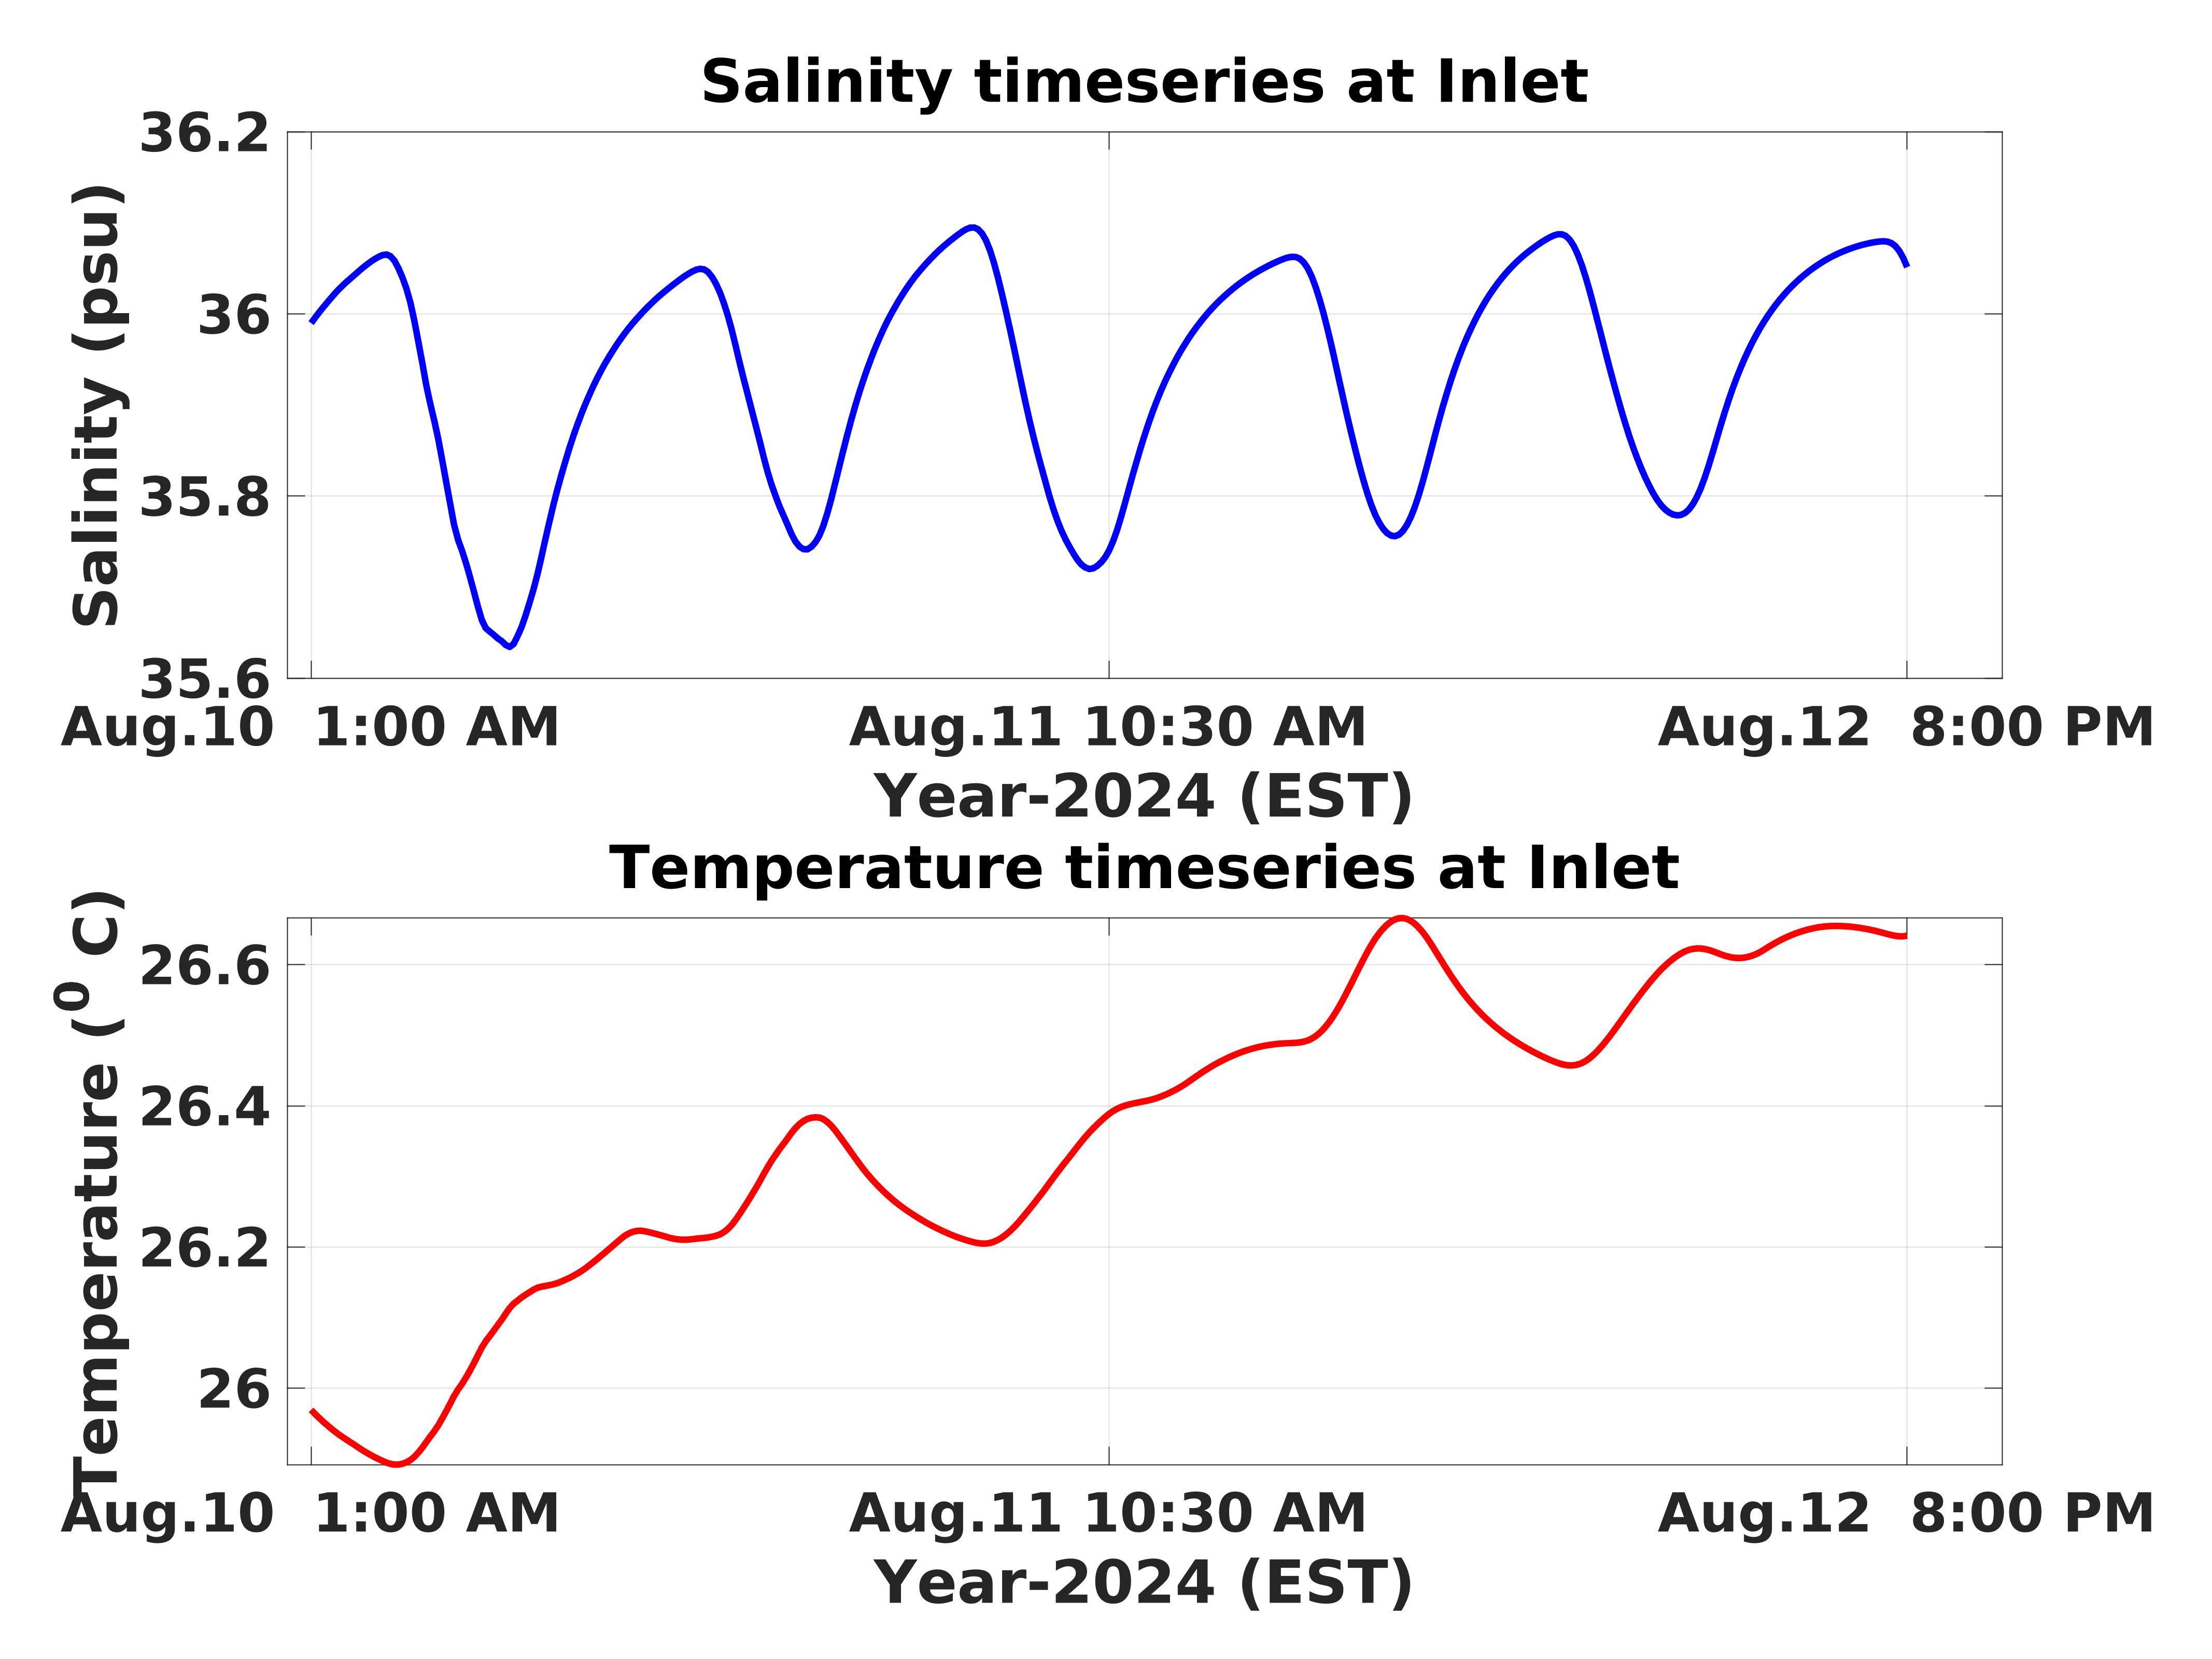 Salinity timeseries at Inlet
Salinity (psu)
36.2
36
35.8
35.6
Aug.10  1:00 AM
Aug.11 10:30 AM
Aug.12  8:00 PM
Year-2024 (EST)
Temperature timeseries at Inlet
Temperature (⁰ C)
26.6
26.4
26.2
26
Aug.10  1:00 AM
Aug.11 10:30 AM
Aug.12  8:00 PM
Year-2024 (EST)